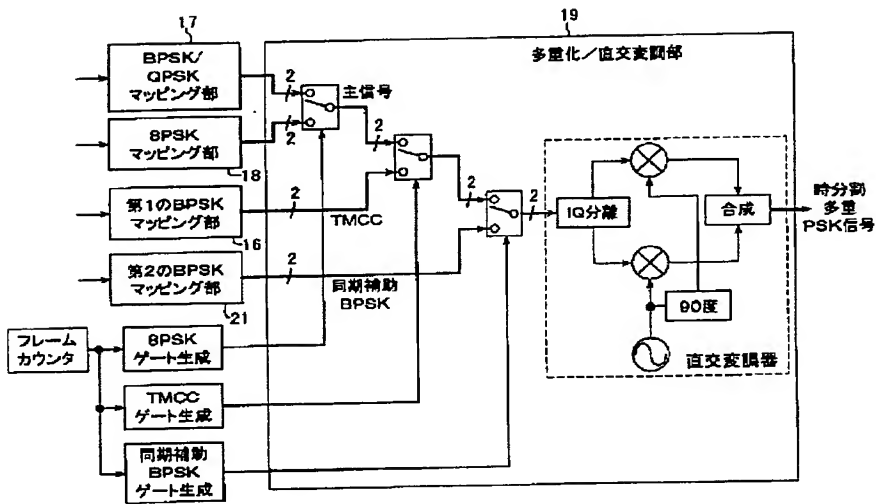 17
19
BPSK/
QPSK
マッピング部
2
主信号
多重化/直交変調部
8PSK
マッピング部
2
18
2
第1のBPSK
マッピング部
2
TMCC
16
2
2
IQ分離
合成
時分割
多重
PSK信号
第2のBPSK
マッピング部
2
同期補助
BPSK
21
90度
直交変調器
フレーム
カウンタ
8PSK
ゲート生成
TMCC
ゲート生成
同期補助
BPSK
ゲート生成